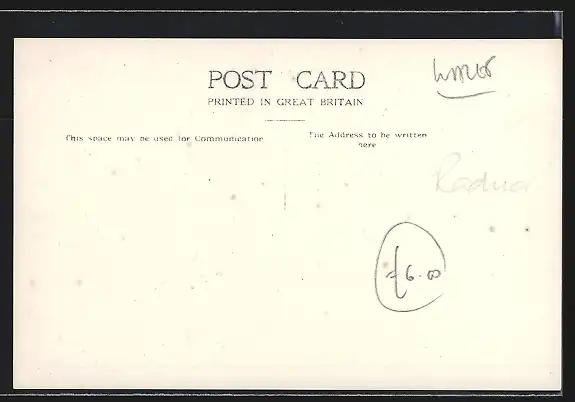 POST CARD
PRINTED IN GREAT BRITAIN
This space may be used for Communication
The Address to be written
here
£6.00